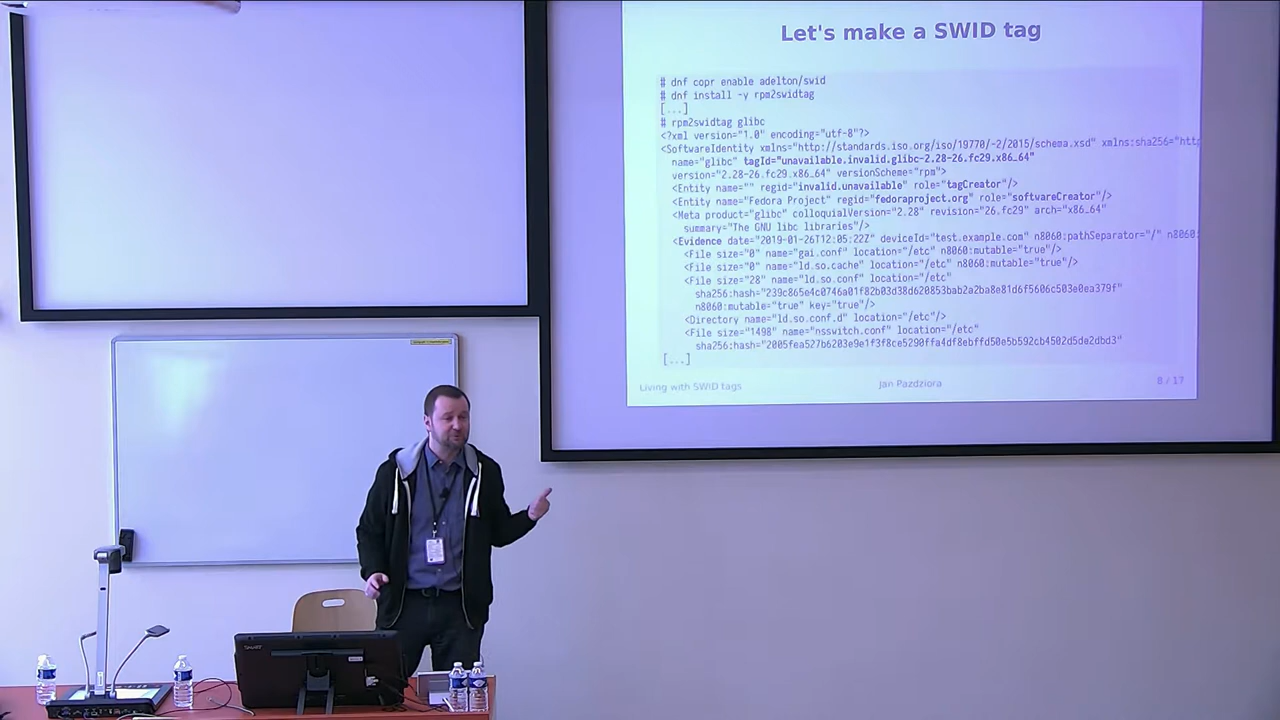 Let's make a SWID tag
# dnf copr enable adelton/swid
# dnf install -y rpm2swidtag
[...]
# rpm2swidtag glibc
<?xml version="1.0" encoding="utf-8"?>
<SoftwareIdentity xmlns="http://standards.iso.org/iso/19770/-2/2015/schema.xsd" xmlns:sha256="http
name="glibc" tagId="unavailable.invalid.glibc-2.28-26.fc29.x86_64"
version="2.28-26.fc29.x86_64" versionScheme="rpm">
<Entity name="" regid="invalid.unavailable" role="tagCreator"/>
<Entity name="Fedora Project" regid="fedoraproject.org" role="softwareCreator"/>
<Meta product="glibc" colloquialVersion="2.28" revision="26.fc29" arch="x86_64"
summary="The GNU libc libraries"/>
<Evidence date="2019-01-26T12:05:22Z" deviceId="test.example.com" n8060:pathSeparator="/" n8060:
<File size="0" name="gai.conf" location="/etc" n8060:mutable="true"/>
<File size="0" name="ld.so.cache" location="/etc" n8060:mutable="true"/>
<File size="28" name="ld.so.conf" location="/etc"
sha256:hash="239c865e4c0746a01f82b03d38d620853bab2a2ba8e81d6f5606c503e0ea379f"
n8060:mutable="true" key="true"/>
<Directory name="ld.so.conf.d" location="/etc"/>
<File size="1498" name="nsswitch.conf" location="/etc"
sha256:hash="2005fea527b6203e9e1f3f8ce5290ffa4df8ebffd50e5b592cb4502d5de2dbd3"
[...]
Living with SWID tags
Jan Pazdziora
8 / 17